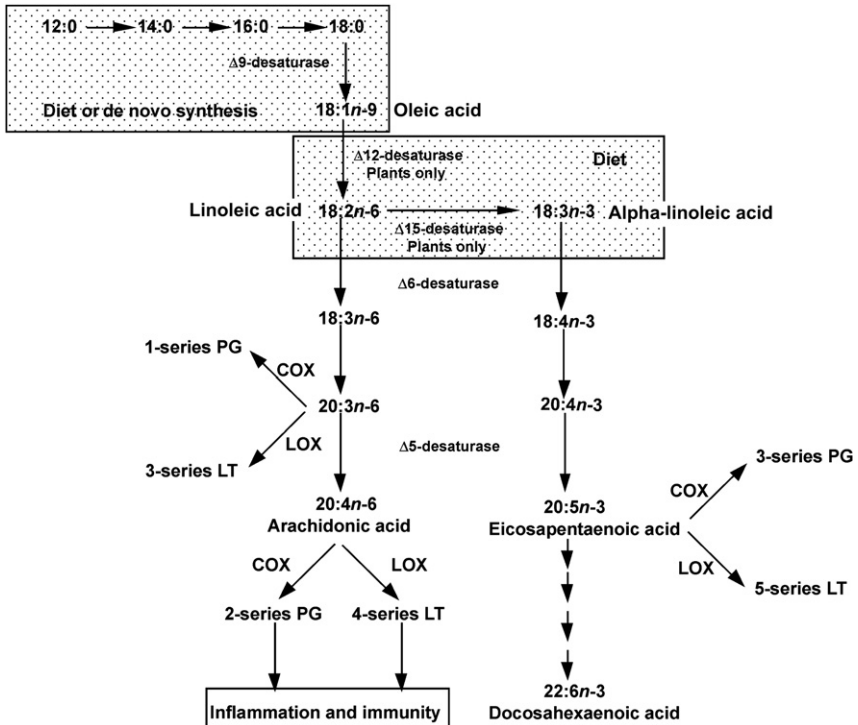 12:0 14:0 16:0 18:0
Δ9-desaturase
Diet or de novo synthesis 18:1n-9 Oleic acid
Δ12-desaturase Diet
Plants only
Linoleic acid 18:2n-6 18:3n-3 Alpha-linoleic acid
Δ15-desaturase
Plants only
Δ6-desaturase
18:3n-6 18:4n-3
1-series PG
COX
20:3n-6 20:4n-3
LOX
Δ5-desaturase
3-series LT
3-series PG
COX
20:4n-6 20:5n-3
Arachidonic acid Eicosapentaenoic acid
COX LOX LOX
5-series LT
2-series PG 4-series LT
22:6n-3
Inflammation and immunity Docosahexaenoic acid